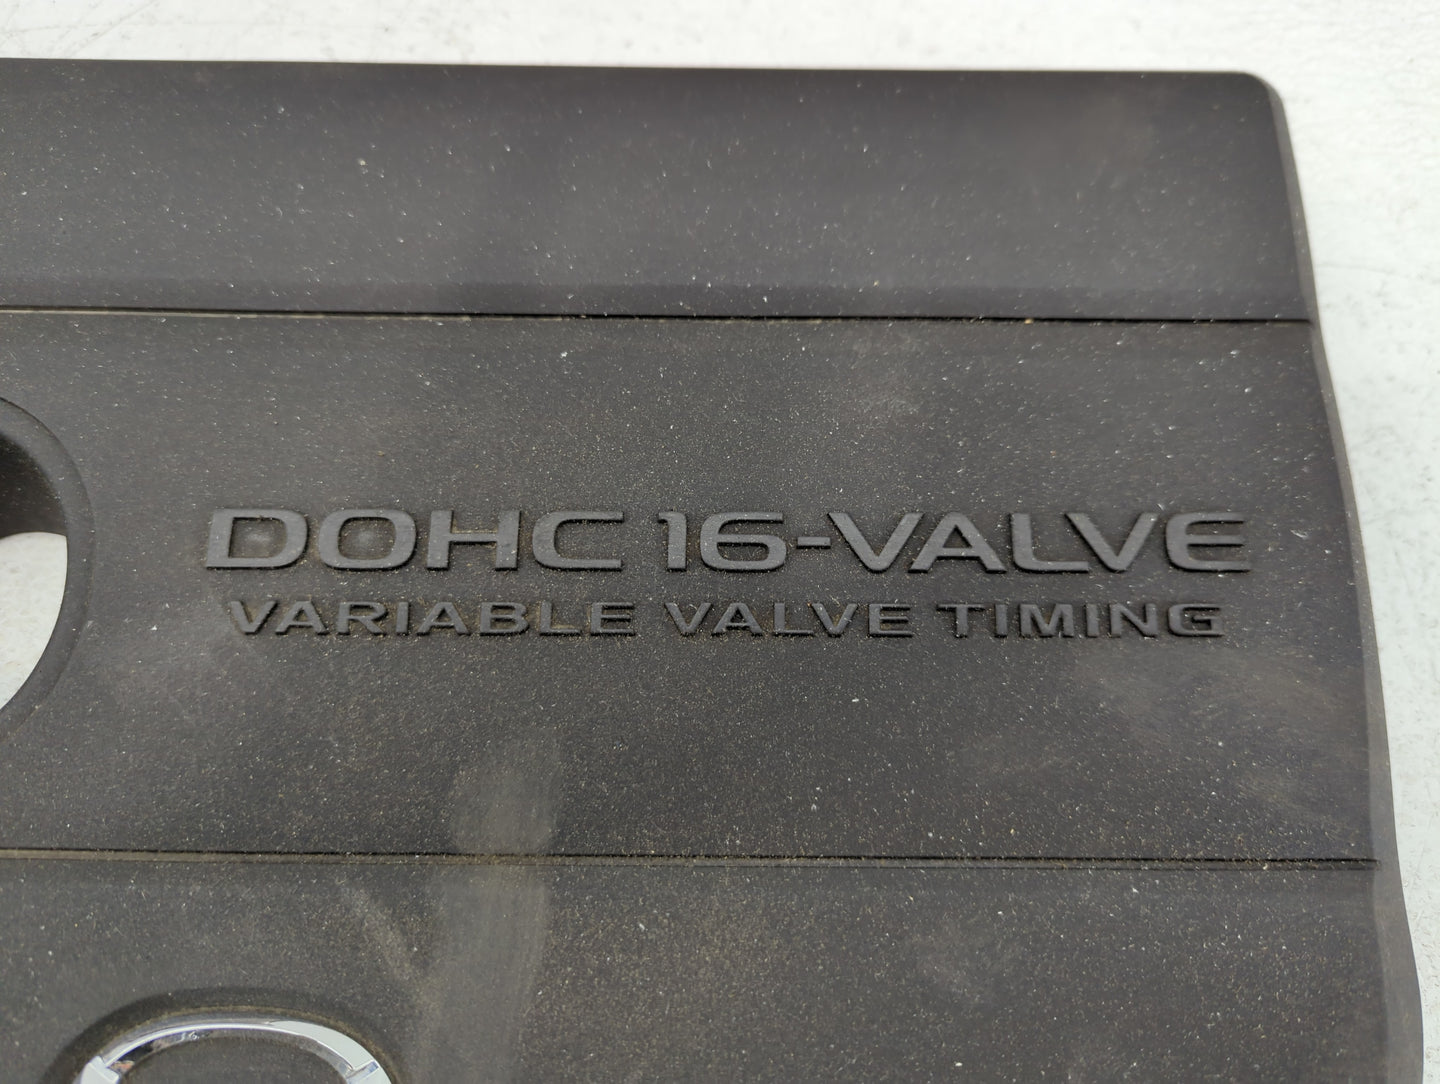 DOHC 16-VALVE
VARIABLE VALVE TIMING